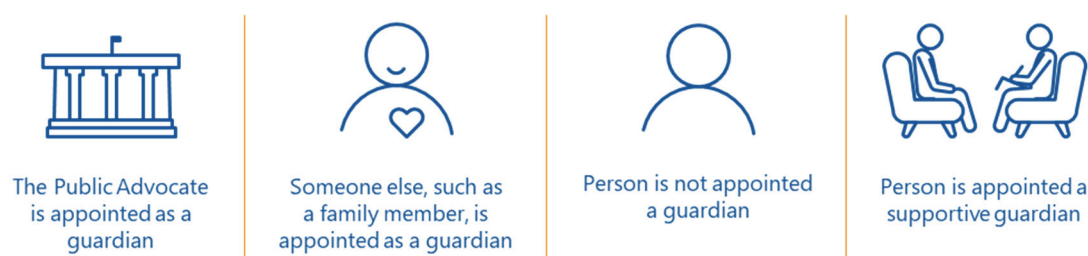 The Public Advocate
is appointed as a
guardian
Someone else, such as
a family member, is
appointed as a guardian
Person is not appointed
a guardian
Person is appointed a
supportive guardian